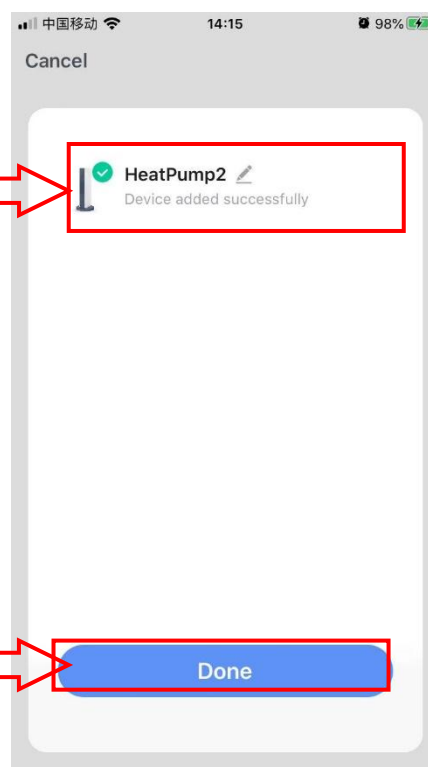 中国移动 14:15 98%
Cancel
HeatPump2
Device added successfully
Done